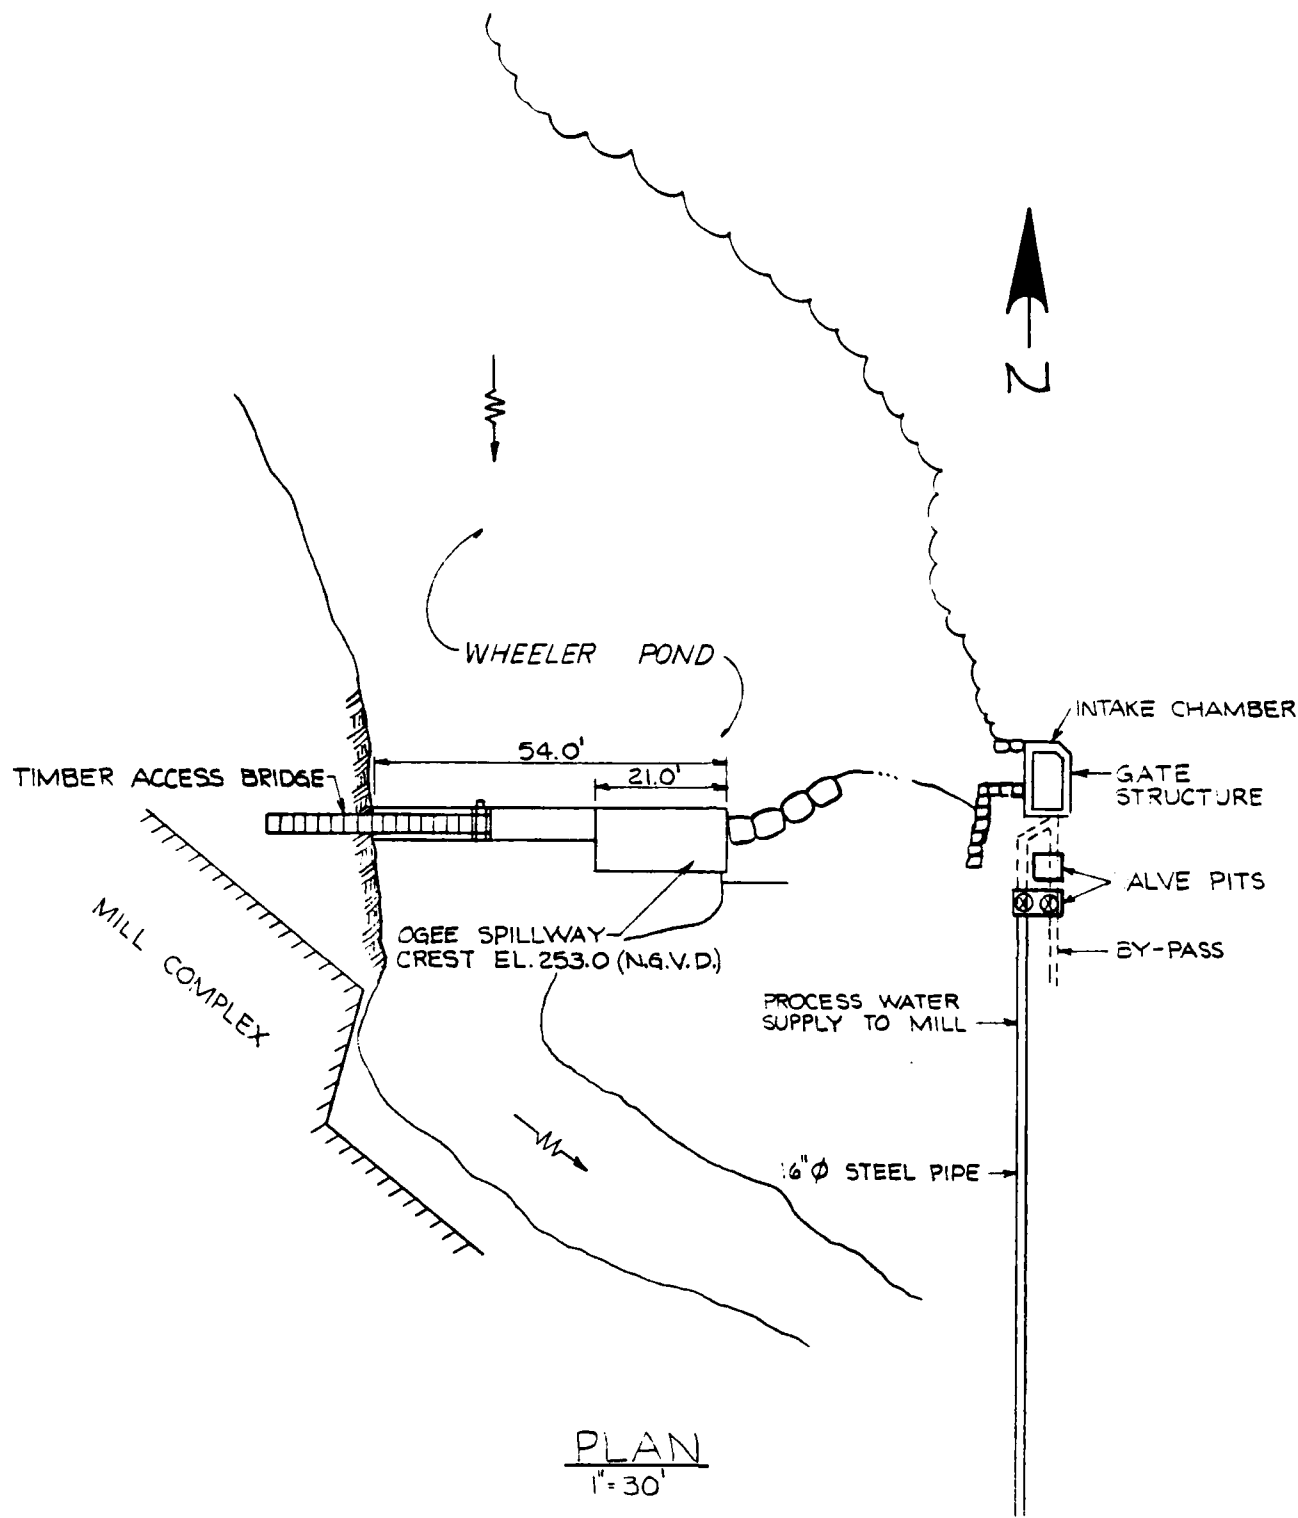 N
WHEELER POND
INTAKE CHAMBER
54.0'
TIMBER ACCESS BRIDGE
21.0'
GATE
STRUCTURE
ALVE PITS
MILL COMPLEX
OGEE SPILLWAY
CREST EL. 253.0 (N.G.V.D.)
BY-PASS
PROCESS WATER
SUPPLY TO MILL
16"Ø STEEL PIPE
PLAN
1"=30'